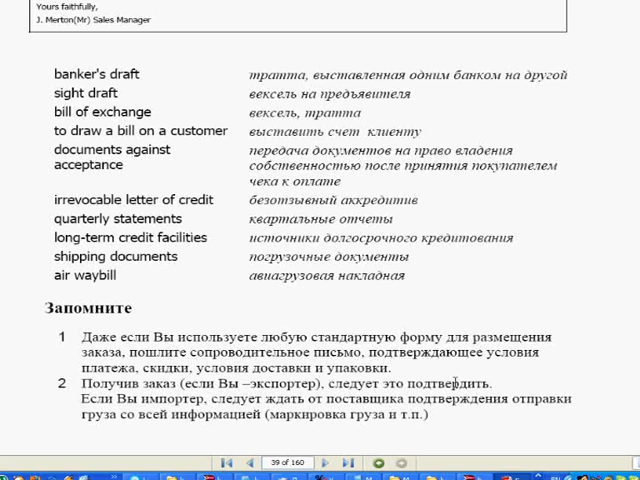 Yours faithfully,
J. Merton(Mr) Sales Manager
banker's draft тратта, выставленная одним банком на другой
sight draft вексель на предъявителя
bill of exchange вексель, тратта
to draw a bill on a customer выставить счет клиенту
documents against передача документов на право владения
acceptance собственностью после принятия покупателем
чека к оплате
irrevocable letter of credit безотзывный аккредитив
quarterly statements квартальные отчеты
long-term credit facilities источники долгосрочного кредитования
shipping documents погрузочные документы
air waybill авиагрузовая накладная
Запомните
1 Даже если Вы используете любую стандартную форму для размещения
заказа, пошлите сопроводительное письмо, подтверждающее условия
платежа, скидки, условия доставки и упаковки.
2 Получив заказ (если Вы –экспортер), следует это подтвердить.
Если Вы импортер, следует ждать от поставщика подтверждения отправки
груза со всей информацией (маркировка груза и т.п.)
39 of 160